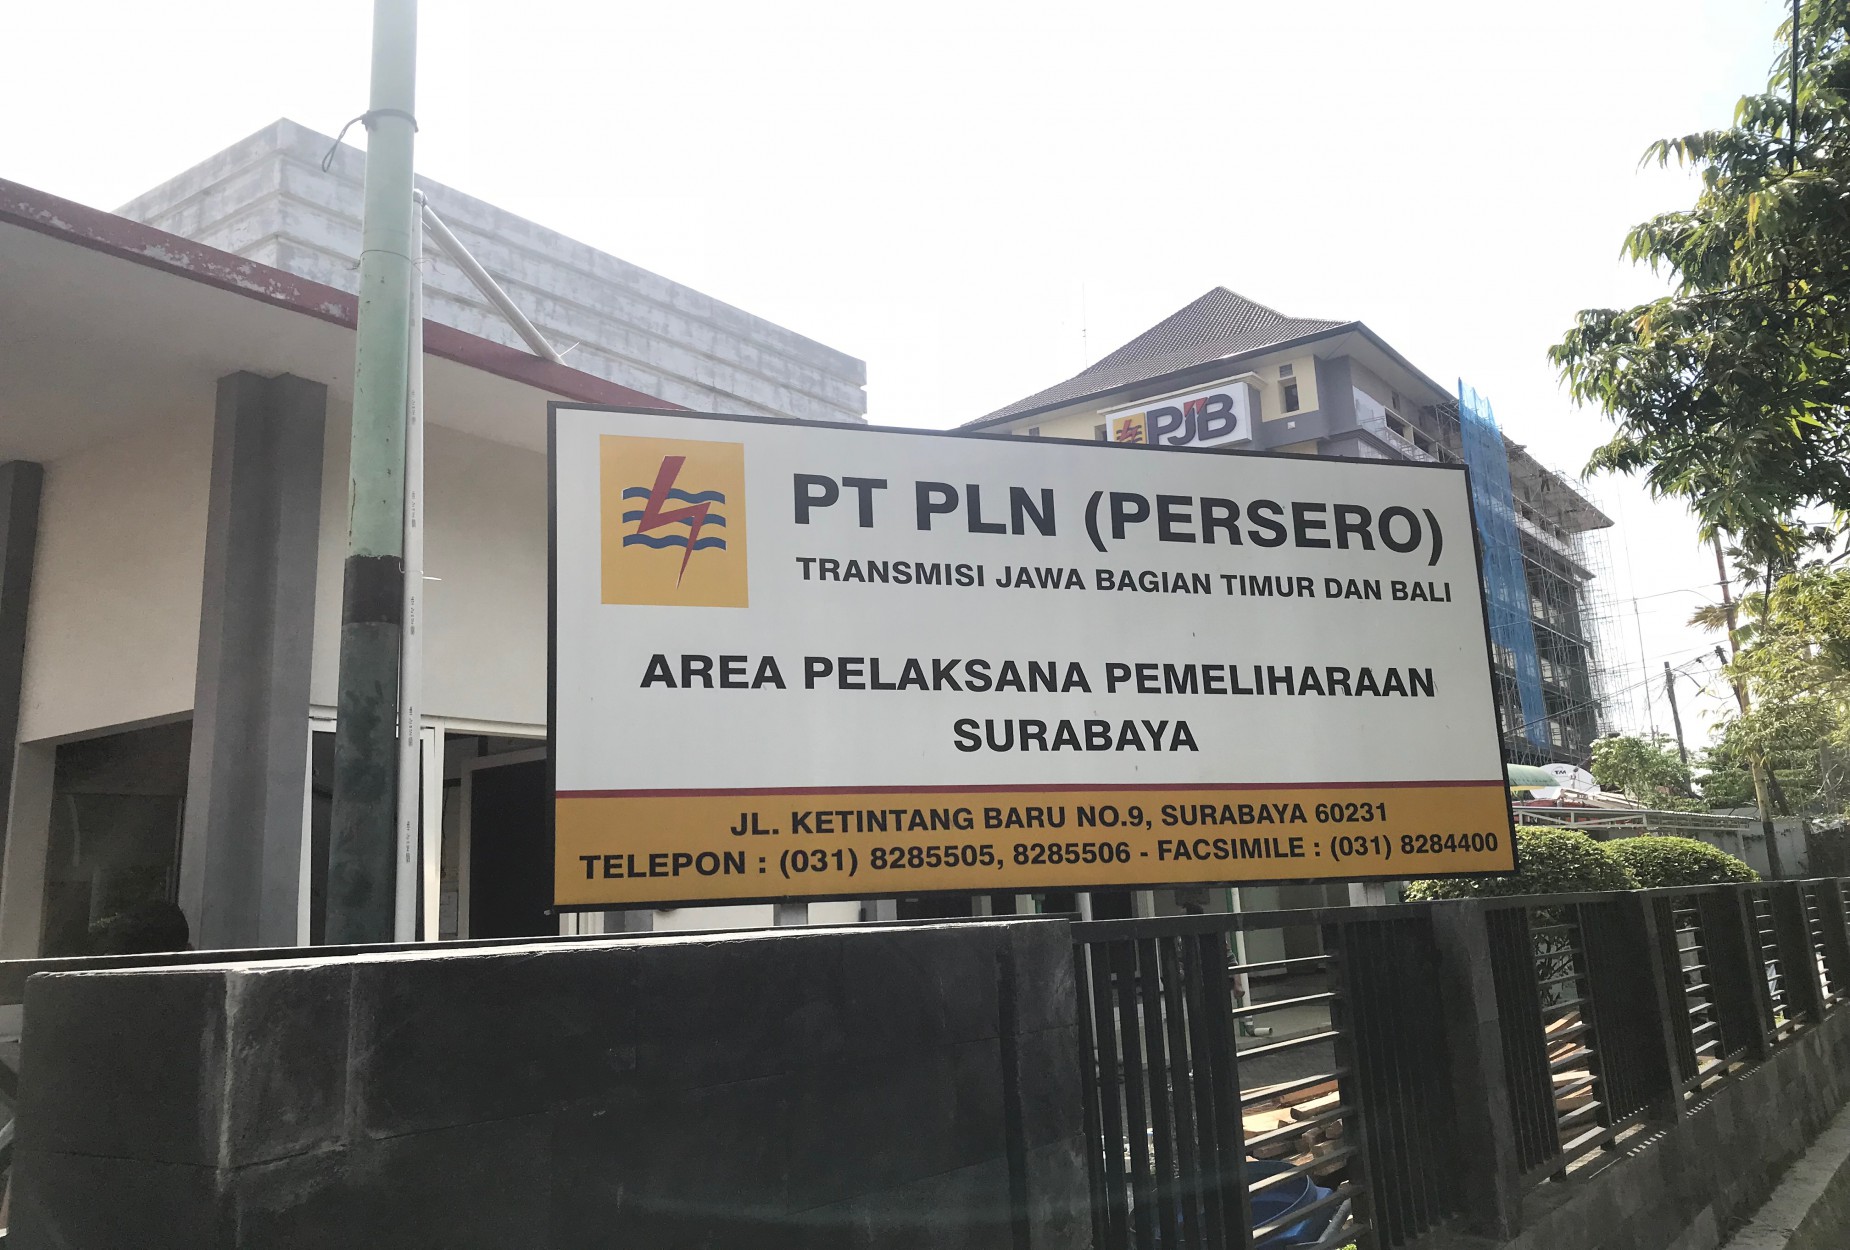 PJB
PT PLN (PERSERO)
TRANSMISI JAWA BAGIAN TIMUR DAN BALI
AREA PELAKSANA PEMELIHARAAN
SURABAYA
JL. KETINTANG BARU NO.9, SURABAYA 60231
TELEPON : (031) 8285505, 8285506 - FACSIMILE : (031) 8284400